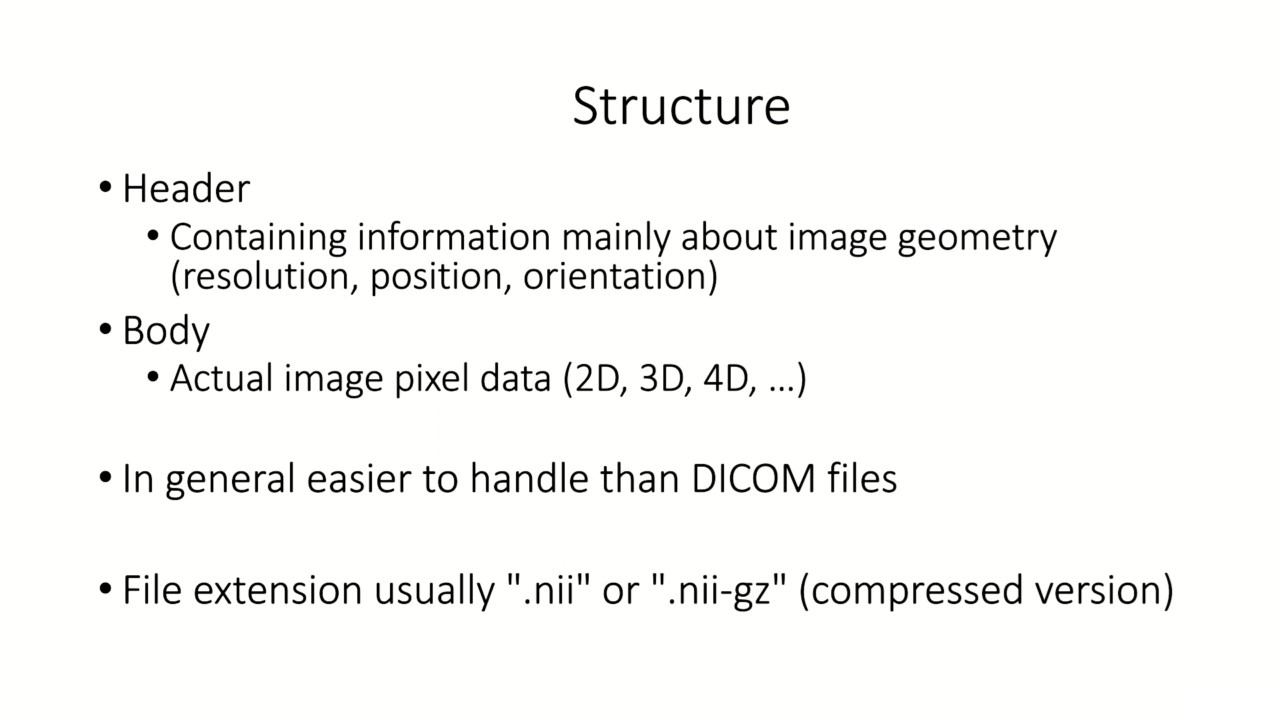 Structure
• Header
• Containing information mainly about image geometry
(resolution, position, orientation)
• Body
• Actual image pixel data (2D, 3D, 4D, ...)
• In general easier to handle than DICOM files
• File extension usually ".nii" or ".nii-gz" (compressed version)